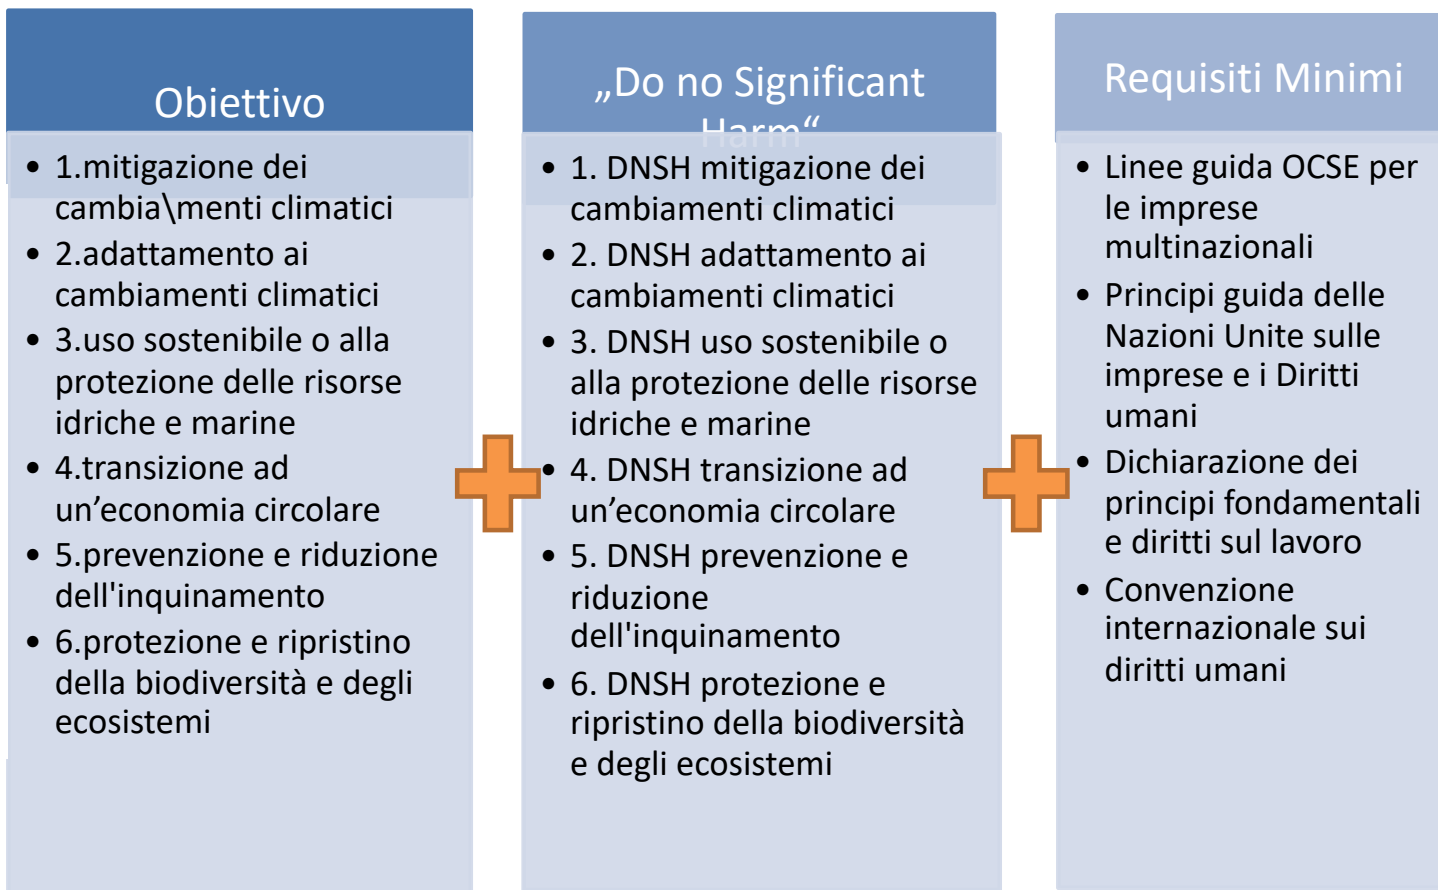 Obiettivo
• 1.mitigazione dei
cambia\menti climatici
• 2.adattamento ai
cambiamenti climatici
• 3.uso sostenibile o alla
protezione delle risorse
idriche e marine
• 4.transizione ad
un’economia circolare
• 5.prevenzione e riduzione
dell'inquinamento
• 6.protezione e ripristino
della biodiversità e degli
ecosistemi
„Do no Significant
Harm“
• 1. DNSH mitigazione dei
cambiamenti climatici
• 2. DNSH adattamento ai
cambiamenti climatici
• 3. DNSH uso sostenibile o
alla protezione delle risorse
idriche e marine
• 4. DNSH transizione ad
un’economia circolare
• 5. DNSH prevenzione e
riduzione
dell'inquinamento
• 6. DNSH protezione e
ripristino della biodiversità
e degli ecosistemi
Requisiti Minimi
• Linee guida OCSE per
le imprese
multinazionali
• Principi guida delle
Nazioni Unite sulle
imprese e i Diritti
umani
• Dichiarazione dei
principi fondamentali
e diritti sul lavoro
• Convenzione
internazionale sui
diritti umani